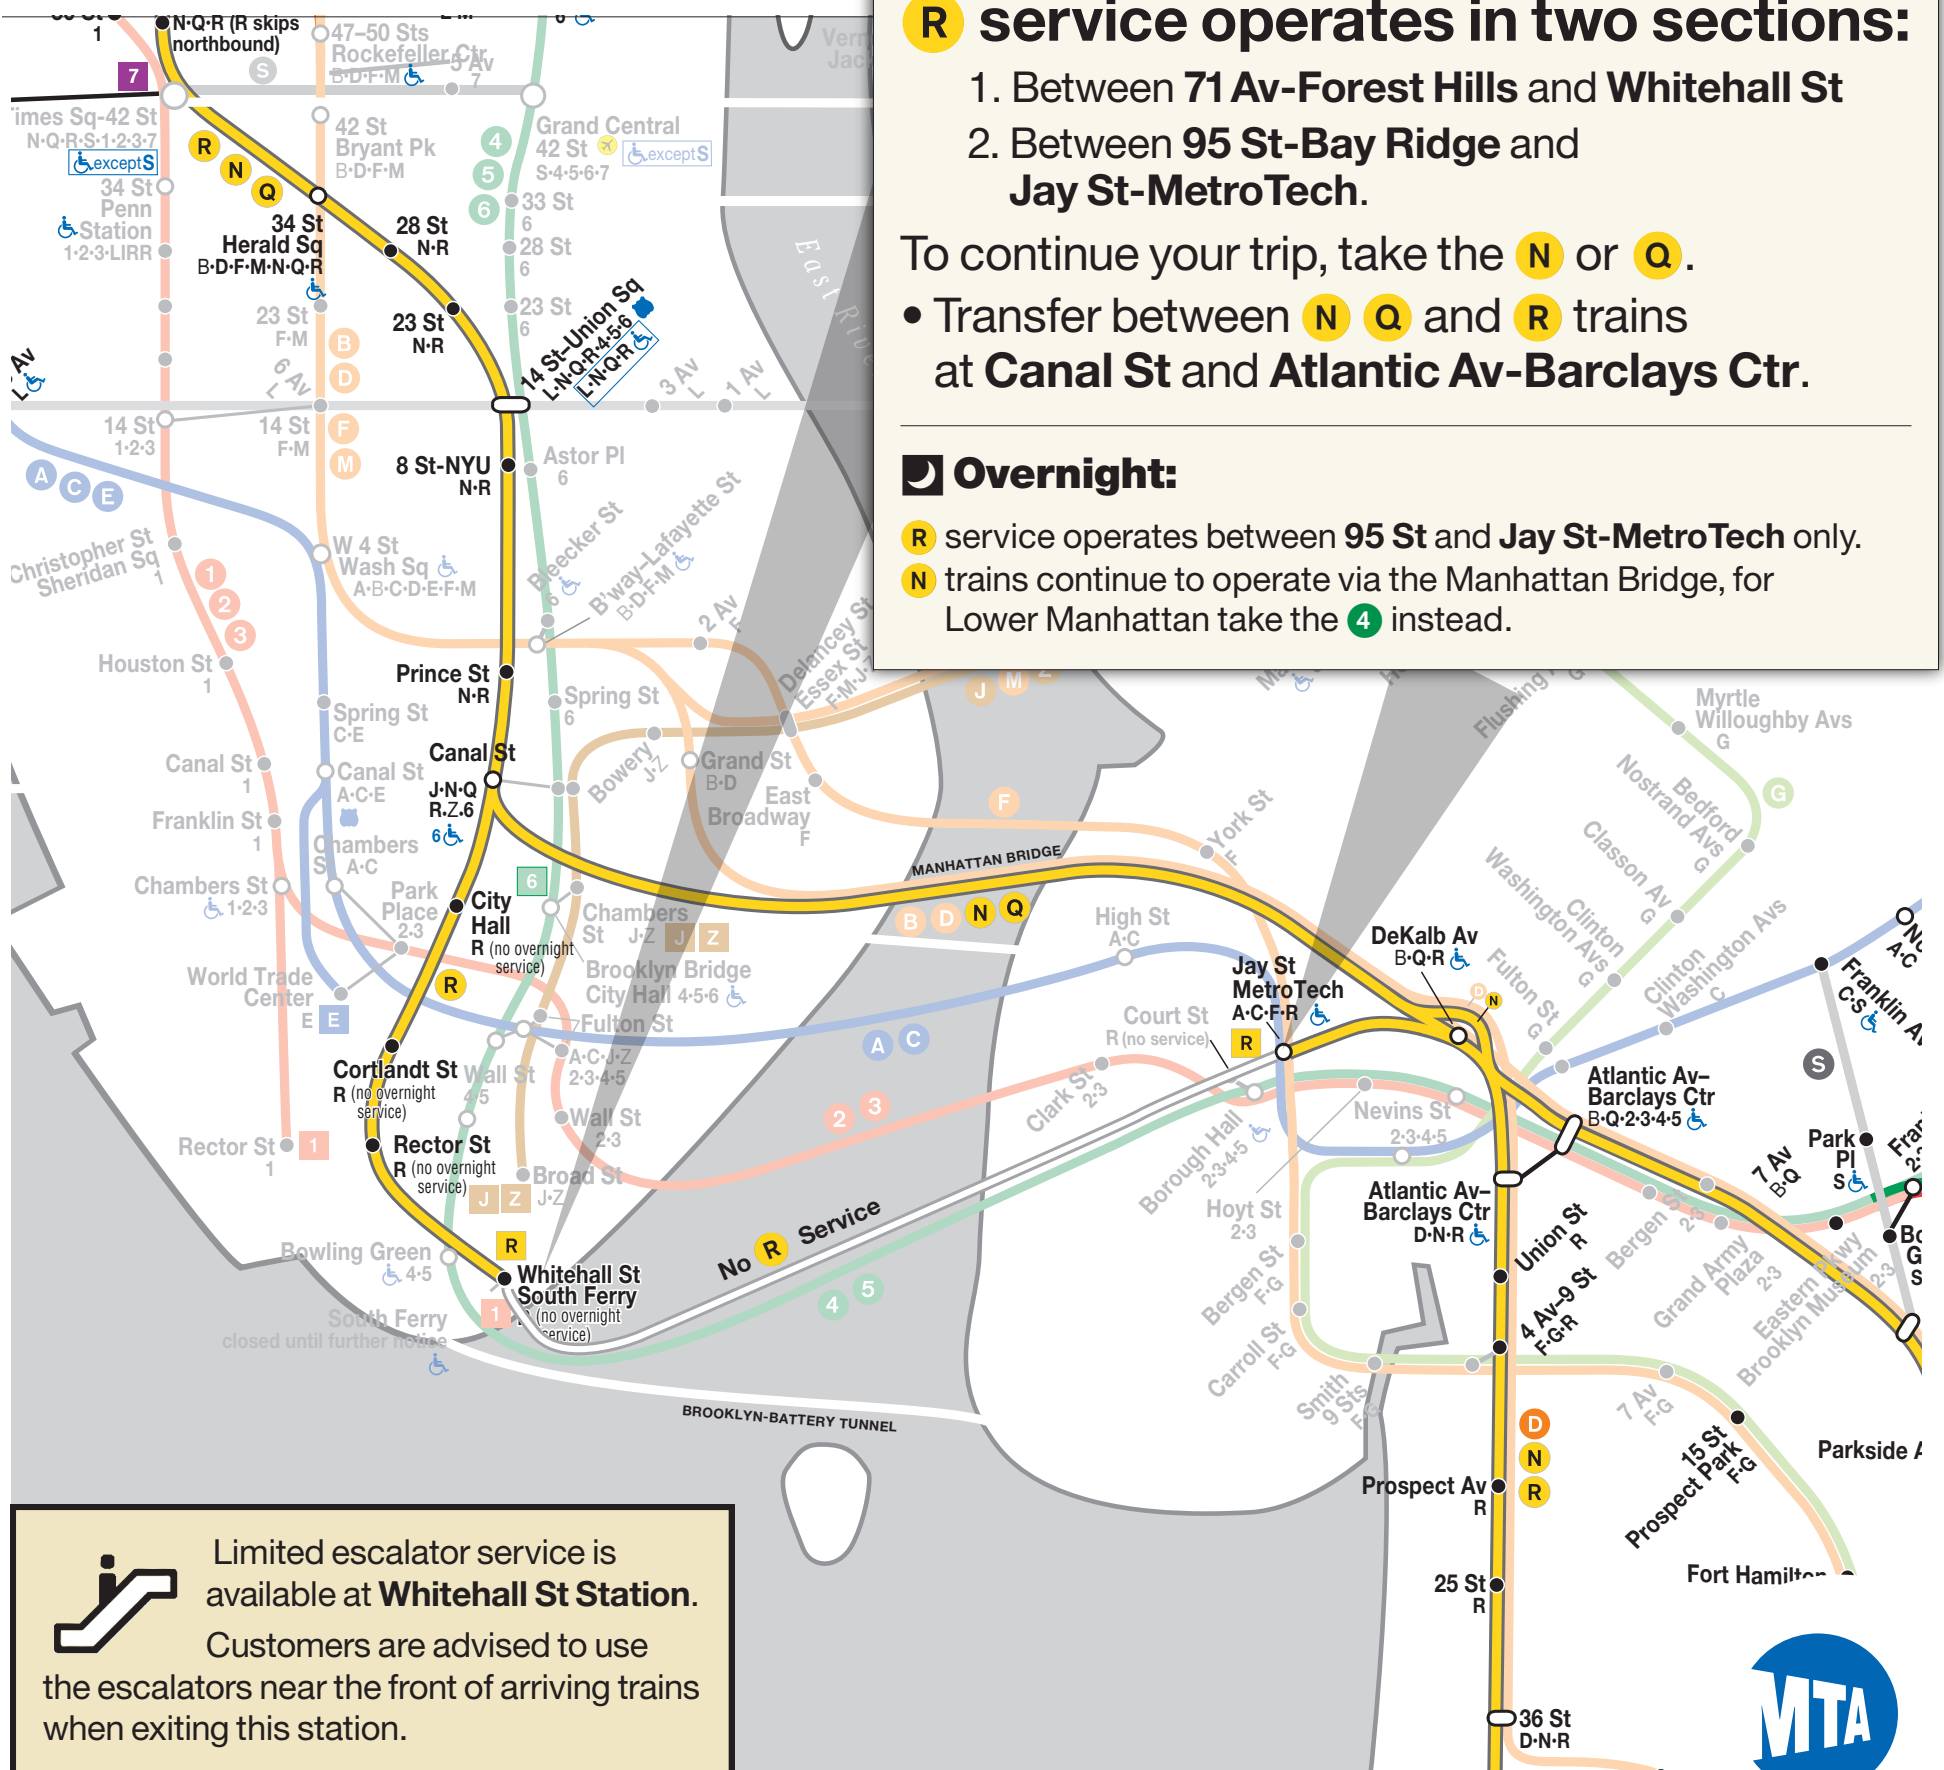 1
N•Q•R (R skips
northbound)
47–50 Sts
Rockefeller Ctr
B•D•F•M
5 Av
7
6
7
S
Times Sq-42 St
N•Q•R•S•1•2•3•7
except S
42 St
Bryant Pk
B•D•F•M
Grand Central
42 St
except S
S•4•5•6•7
R
N
Q
4
5
6
34 St
Penn
Station
1•2•3•LIRR
34 St
Herald Sq
B•D•F•M•N•Q•R
28 St
N•R
33 St
6
28 St
6
23 St
F•M
23 St
N•R
23 St
6
B
D
F
M
14 St–Union Sq
L•N•Q•R•4•5•6
L•N•Q•R
Av
L
6 Av
L
3 Av
L
1 Av
L
14 St
1•2•3
14 St
F•M
8 St-NYU
N•R
Astor Pl
6
East River
R service operates in two sections:
1. Between 71 Av-Forest Hills and Whitehall St
2. Between 95 St-Bay Ridge and
Jay St-MetroTech.
To continue your trip, take the N or Q.
• Transfer between N Q and R trains
at Canal St and Atlantic Av-Barclays Ctr.
Overnight:
R service operates between 95 St and Jay St-MetroTech only.
N trains continue to operate via the Manhattan Bridge, for
Lower Manhattan take the 4 instead.
A C E
Christopher St
Sheridan Sq
1
1
2
3
W 4 St
Wash Sq
A•B•C•D•E•F•M
Bleecker St
6
B'way–Lafayette St
B•D•F•M
2 Av
F
Delancey St
Essex St
F•M•J•Z
J M Z
Houston St
1
Prince St
N•R
Spring St
6
Spring St
C•E
Canal St
1
Canal St
A•C•E
Canal St
J•N•Q
R•Z•6
6
Bowery
J•Z
Grand St
B•D
East
Broadway
F
F
York St
F
Flushing
G
Myrtle
Willoughby Avs
G
Bedford
Nostrand Avs
G
G
Classon Av
G
Clinton
Washington Avs
G
Franklin St
1
Chambers
St A•C
Chambers St
1•2•3
Park
Place
2•3
6
City
Hall
R (no overnight
service)
Chambers
St J•Z
J Z
MANHATTAN BRIDGE
B D N Q
High St
A•C
DeKalb Av
B•Q•R
Fulton St
G
Clinton
Washington Avs
C
A•C
Franklin Av
C•S
World Trade
Center
E E
R
Brooklyn Bridge
City Hall 4•5•6
Fulton St
A•C•J•Z
2•3•4•5
A C
Jay St
MetroTech
A•C•F•R
R
Court St
R (no service)
D N
S
Cortlandt St
R (no overnight
service)
Wall St
4•5
Wall St
2•3
2 3
Clark St
2•3
Borough Hall
2•3•4•5
Nevins St
2•3•4•5
Atlantic Av–
Barclays Ctr
B•Q•2•3•4•5
Rector St
1
1
Rector St
R (no overnight
service)
Broad St
J•Z
J Z
Hoyt St
2•3
Atlantic Av–
Barclays Ctr
D•N•R
7 Av
B•Q
Park
Pl
S
Union St
R
Bergen St
2•3
Grand Army
Plaza
2•3
Eastern Pkwy
Brooklyn Museum
2•3
R
Bowling Green
4•5
Whitehall St
South Ferry
(no overnight
service)
1
South Ferry
closed until further notice
No R Service
4 5
Bergen St
F•G
Carroll St
F•G
Smith
9 Sts
F•G
4 Av–9 St
F•G•R
7 Av
F•G
15 St
Prospect Park
F•G
Parkside
Fort Hamilton
BROOKLYN-BATTERY TUNNEL
D
N
R
Prospect Av
R
25 St
R
36 St
D•N•R
Limited escalator service is
available at Whitehall St Station.
Customers are advised to use
the escalators near the front of arriving trains
when exiting this station.
MTA